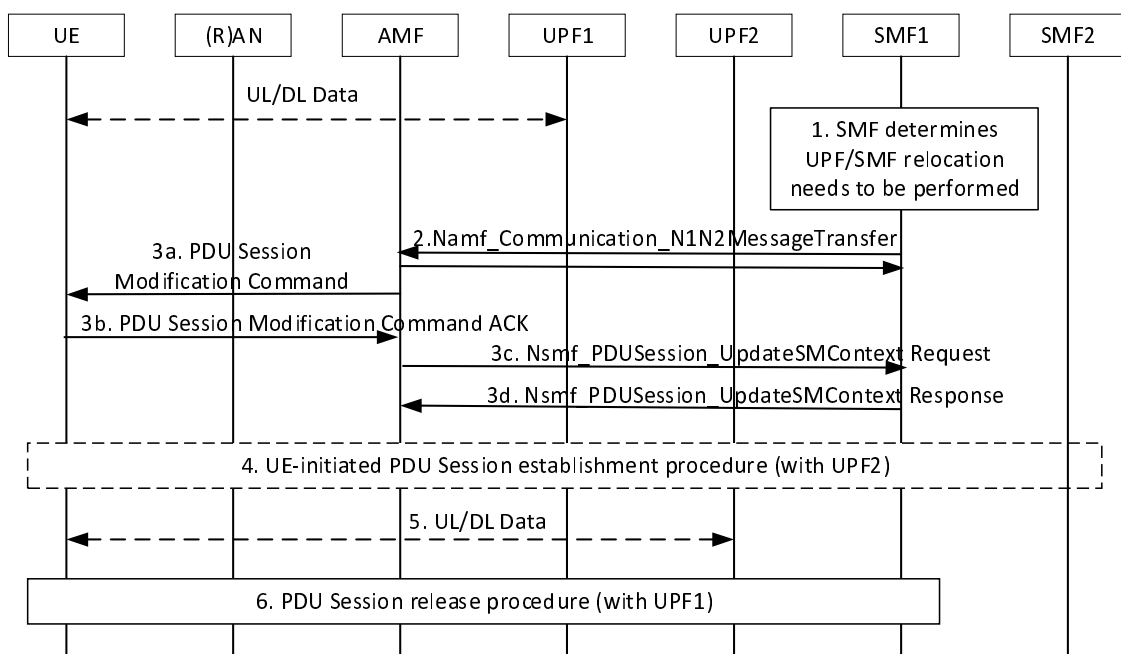 UE
(R)AN
AMF
UPF1
UPF2
SMF1
SMF2
UL/DL Data
1. SMF determines
UPF/SMF relocation
needs to be performed
2.Namf_Communication_N1N2MessageTransfer
3a. PDU Session
Modification Command
3b. PDU Session Modification Command ACK
3c. Nsmf_PDUSession_UpdateSMContext Request
3d. Nsmf_PDUSession_UpdateSMContext Response
4. UE-initiated PDU Session establishment procedure (with UPF2)
5. UL/DL Data
6. PDU Session release procedure (with UPF1)